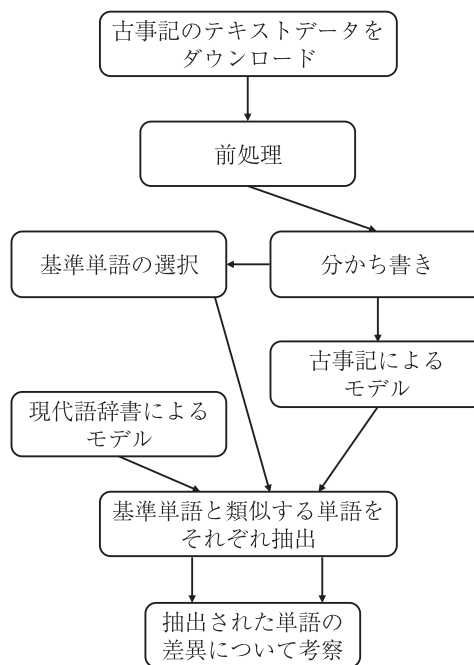 古事記のテキストデータを
ダウンロード
前処理
基準単語の選択
分かち書き
古事記による
モデル
現代語辞書による
モデル
基準単語と類似する単語を
それぞれ抽出
抽出された単語の
差異について考察